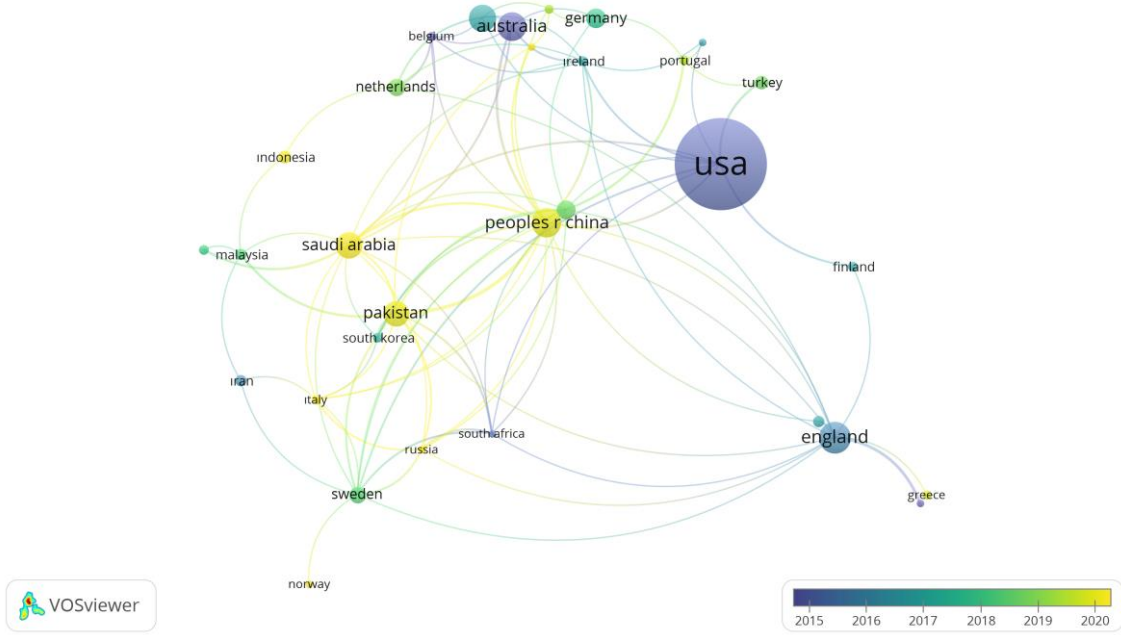 australia
germany
belgium
ireland
portugal
netherlands
turkey
usa
indonesia
peoples r china
saudi arabia
malaysia
finland
pakistan
south korea
iran
italy
south africa
england
russia
sweden
greece
norway
VOSviewer
2015 2016 2017 2018 2019 2020